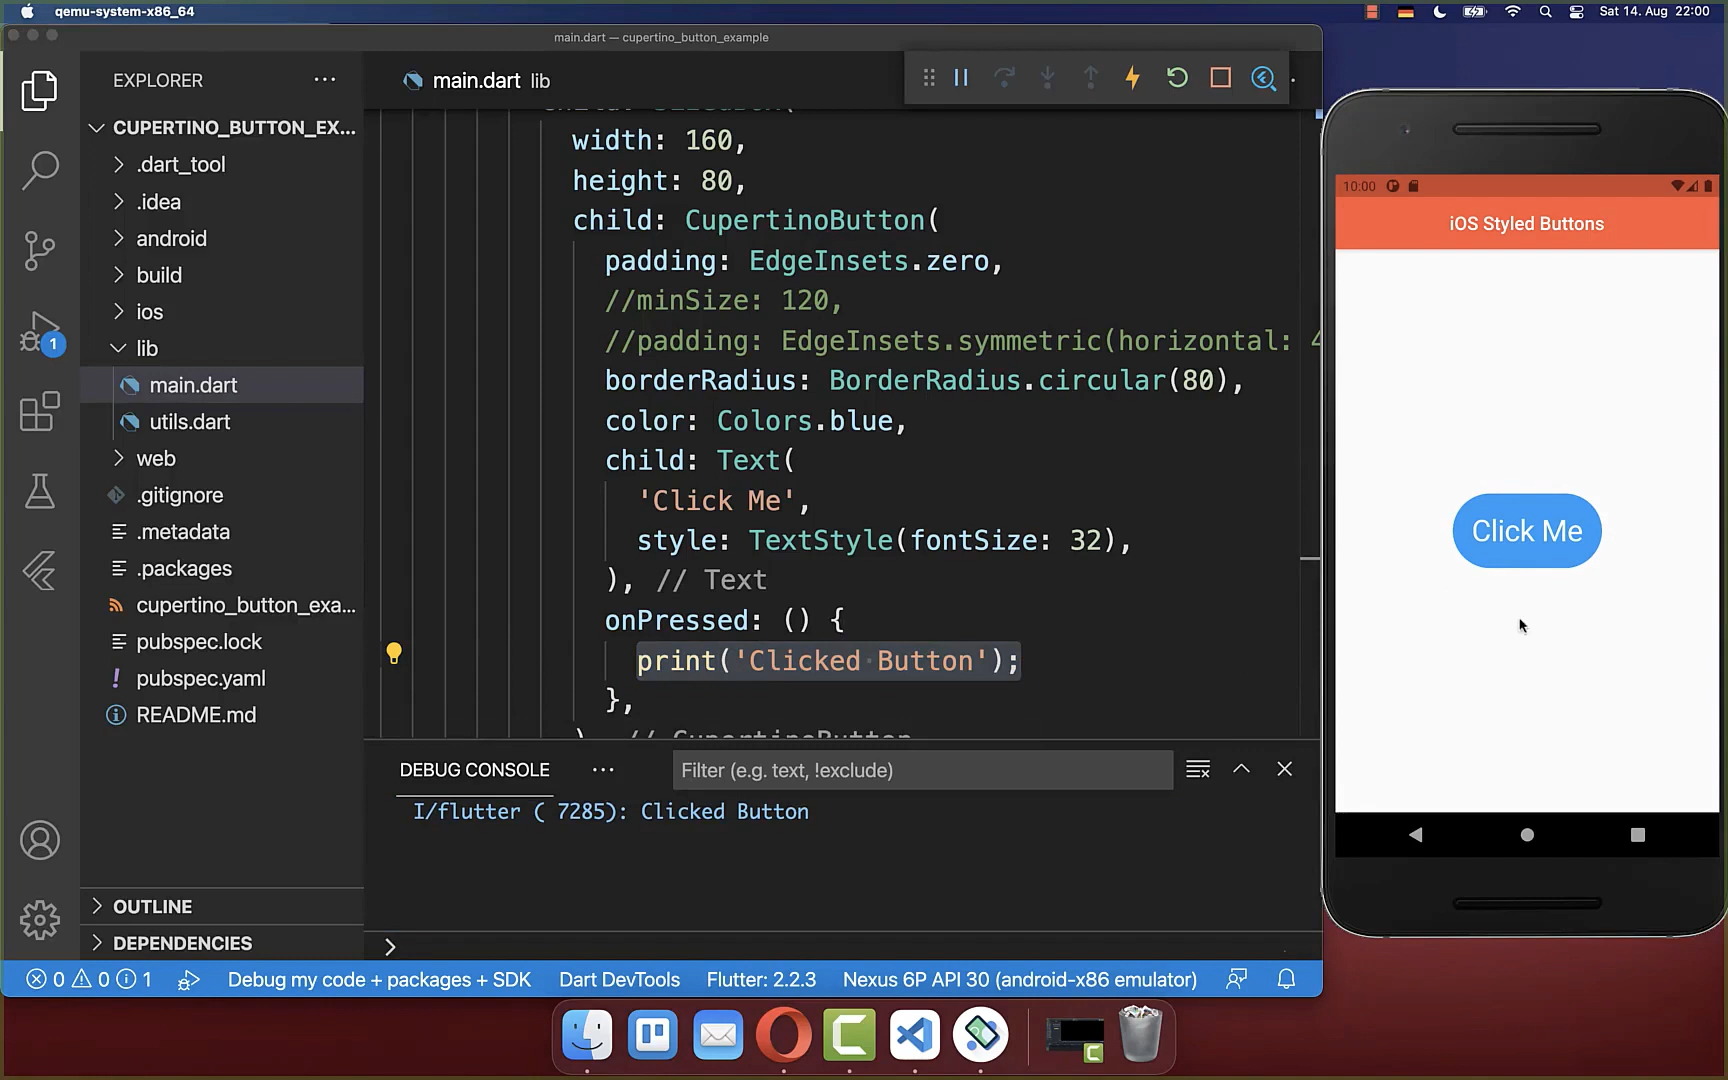 qemu-system-x86_64
Sat 14. Aug 22:00
main.dart — cupertino_button_example
EXPLORER
main.dart lib
CUPERTINO_BUTTON_EX...
.dart_tool
.idea
android
build
ios
lib
main.dart
utils.dart
web
.gitignore
.metadata
.packages
cupertino_button_exa...
pubspec.lock
pubspec.yaml
README.md
OUTLINE
DEPENDENCIES
width: 160,
height: 80,
child: CupertinoButton(
padding: EdgeInsets.zero,
//minSize: 120,
//padding: EdgeInsets.symmetric(horizontal: 4
borderRadius: BorderRadius.circular(80),
color: Colors.blue,
child: Text(
'Click Me',
style: TextStyle(fontSize: 32),
), // Text
onPressed: () {
print('Clicked Button');
},
) // CupertinoButton
DEBUG CONSOLE
Filter (e.g. text, !exclude)
I/flutter ( 7285): Clicked Button
1
0 0 1
Debug my code + packages + SDK
Dart DevTools
Flutter: 2.2.3
Nexus 6P API 30 (android-x86 emulator)
10:00
iOS Styled Buttons
Click Me